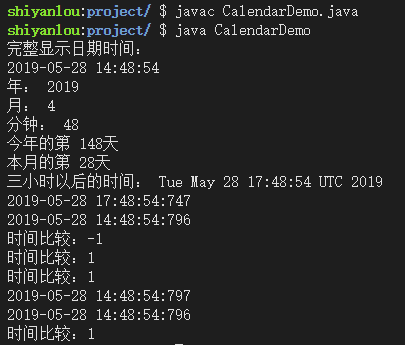 shiyanlou:project/ $ javac CalendarDemo.java
shiyanlou:project/ $ java CalendarDemo
完整显示日期时间：
2019-05-28 14:48:54
年： 2019
月： 4
分钟： 48
今年的第 148天
本月的第 28天
三小时以后的时间： Tue May 28 17:48:54 UTC 2019
2019-05-28 17:48:54:747
2019-05-28 14:48:54:796
时间比较：-1
时间比较：1
时间比较：1
2019-05-28 14:48:54:797
2019-05-28 14:48:54:796
时间比较：1